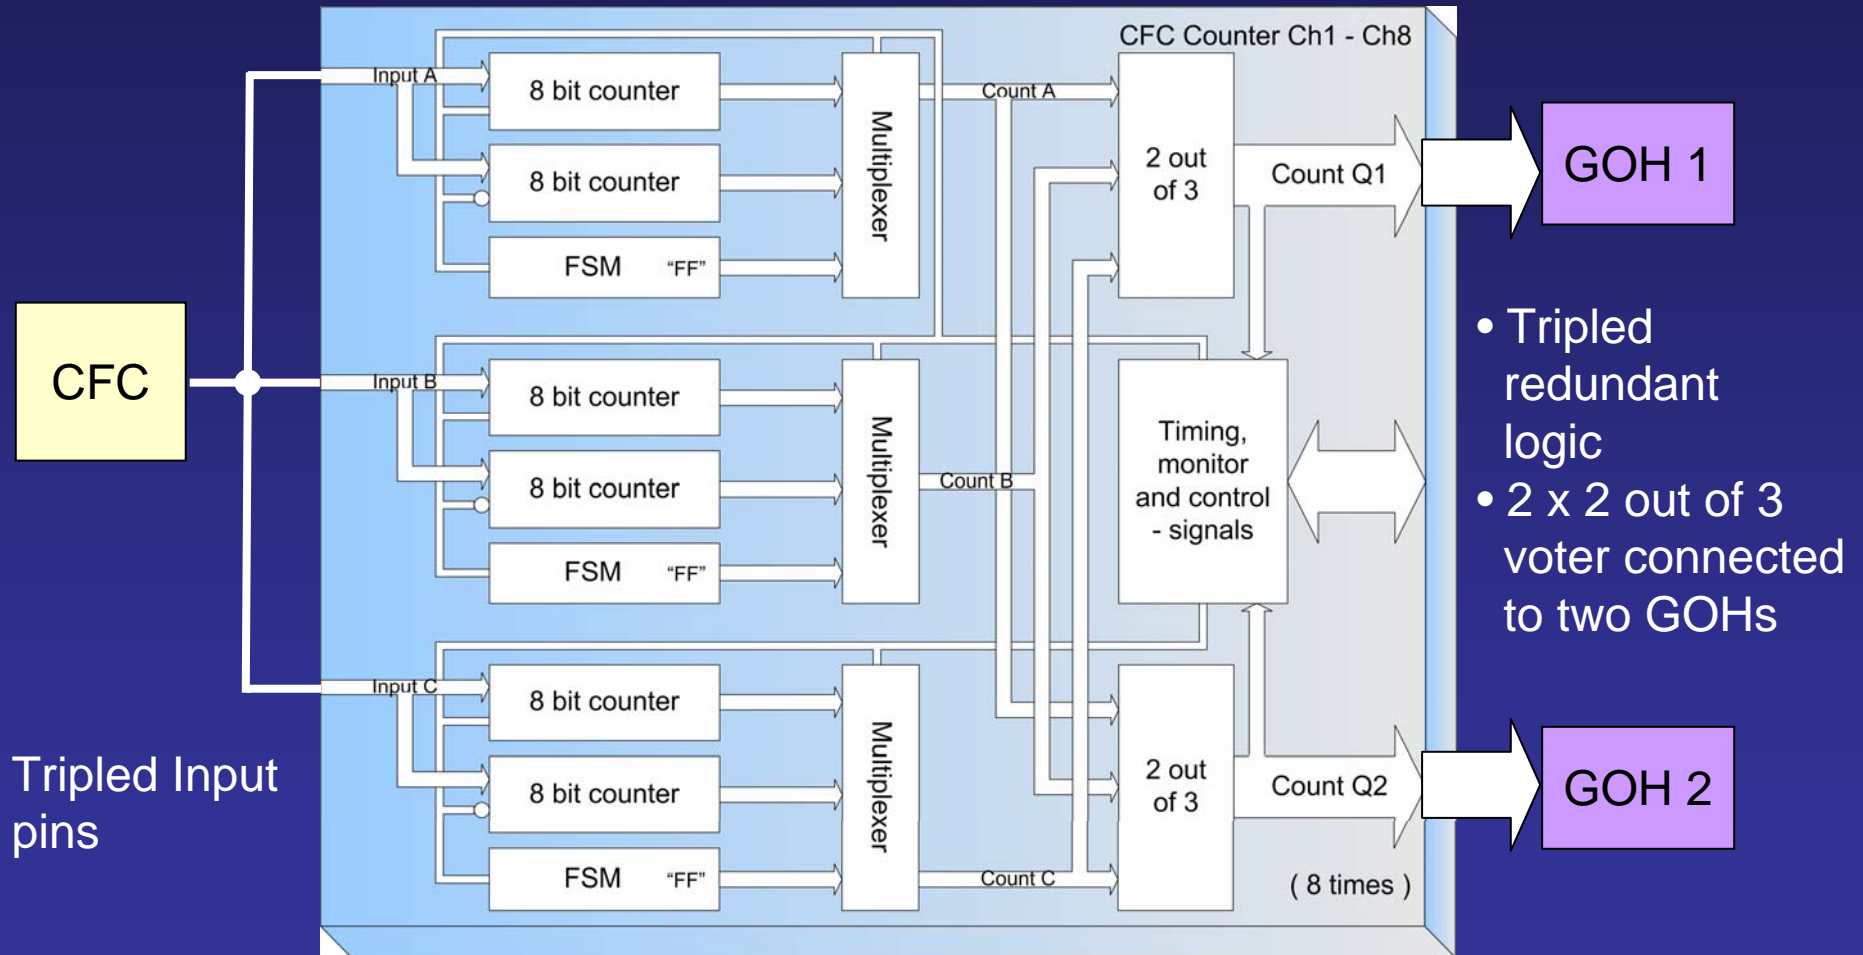 CFC Counter Ch1 - Ch8
CFC
Input A
8 bit counter
8 bit counter
FSM "FF"
Multiplexer
Count A
2 out
of 3
Count Q1
GOH 1
Input B
8 bit counter
8 bit counter
FSM "FF"
Multiplexer
Count B
Timing,
monitor
and control
- signals
Input C
8 bit counter
8 bit counter
FSM "FF"
Multiplexer
Count C
2 out
of 3
Count Q2
GOH 2
( 8 times )
• Tripled
redundant
logic
• 2 x 2 out of 3
voter connected
to two GOHs
Tripled Input
pins